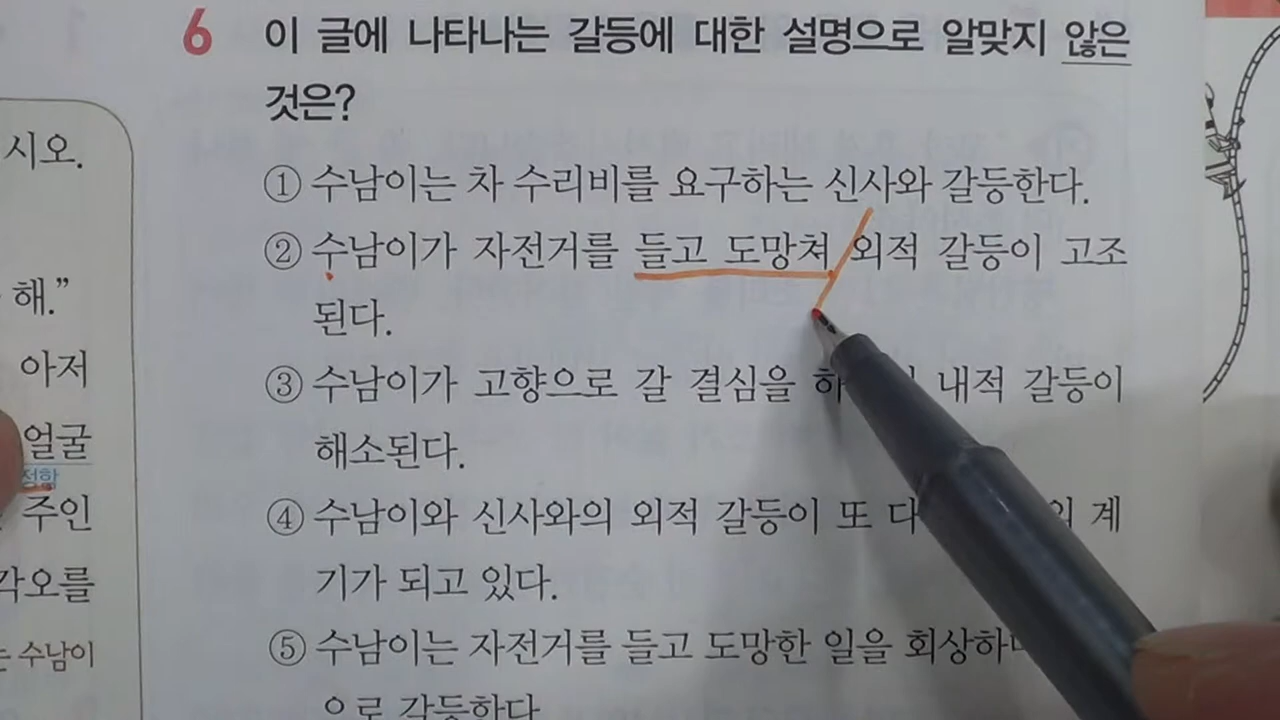 6 이 글에 나타나는 갈등에 대한 설명으로 알맞지 않은
것은?
① 수남이는 차 수리비를 요구하는 신사와 갈등한다.
② 수남이가 자전거를 들고 도망쳐 외적 갈등이 고조
된다.
③ 수남이가 고향으로 갈 결심을 내적 갈등이
해소된다.
④ 수남이와 신사와의 외적 갈등이 또 계
기가 되고 있다.
⑤ 수남이는 자전거를 들고 도망한 일을
으로 갈등한다
시오.
해.”
아저
얼굴
주인
각오를
수남이